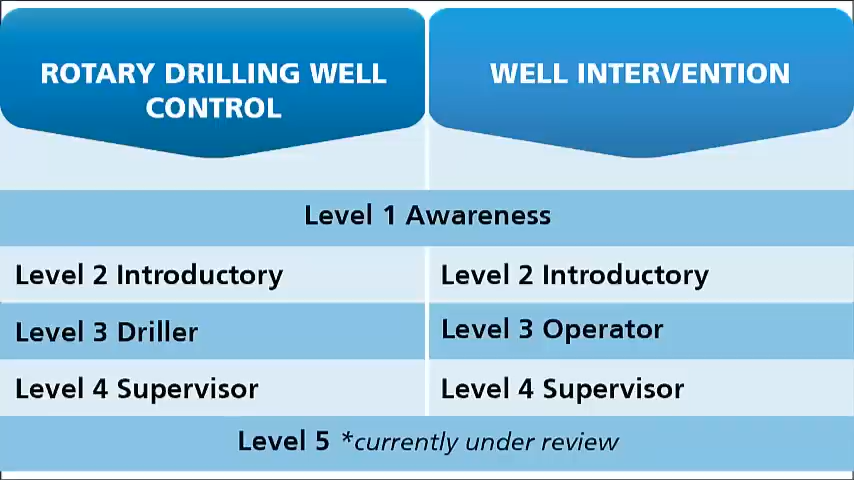 ROTARY DRILLING WELL
CONTROL
WELL INTERVENTION
Level 1 Awareness
Level 2 Introductory
Level 2 Introductory
Level 3 Driller
Level 3 Operator
Level 4 Supervisor
Level 4 Supervisor
Level 5 *currently under review